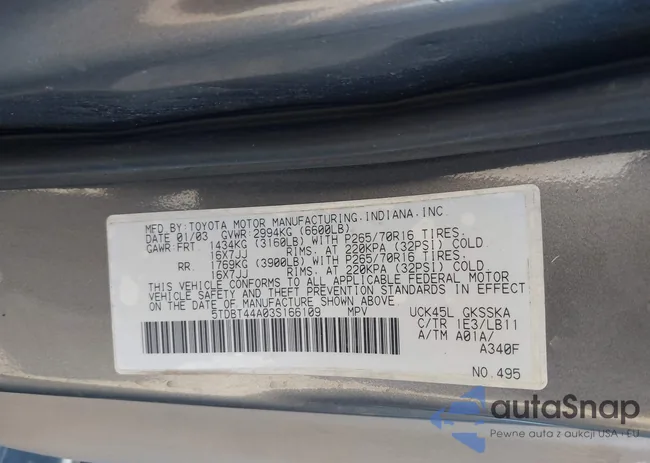 MFD.BY:TOYOTA MOTOR MANUFACTURING,INDIANA,INC.
DATE 01/03 GVWR:2994KG (6600LB)
GAWR:FRT 1434KG (3160LB) WITH P265/70R16 TIRES,
16X7JJ RIMS, AT 220KPA (32PSI) COLD.
RR 1769KG (3900LB) WITH P265/70R16 TIRES,
16X7JJ RIMS, AT 220KPA (32PSI) COLD.
THIS VEHICLE CONFORMS TO ALL APPLICABLE FEDERAL MOTOR
VEHICLE SAFETY AND THEFT PREVENTION STANDARDS IN EFFECT
ON THE DATE OF MANUFACTURE SHOWN ABOVE.
5TDBT44A03S166109 MPV UCK45L GKSSKA
C/TR 1E3/LB11
A/TM A01A/
A340F
NO.495
autaSnap
Pewne auta z aukcji USA i EU